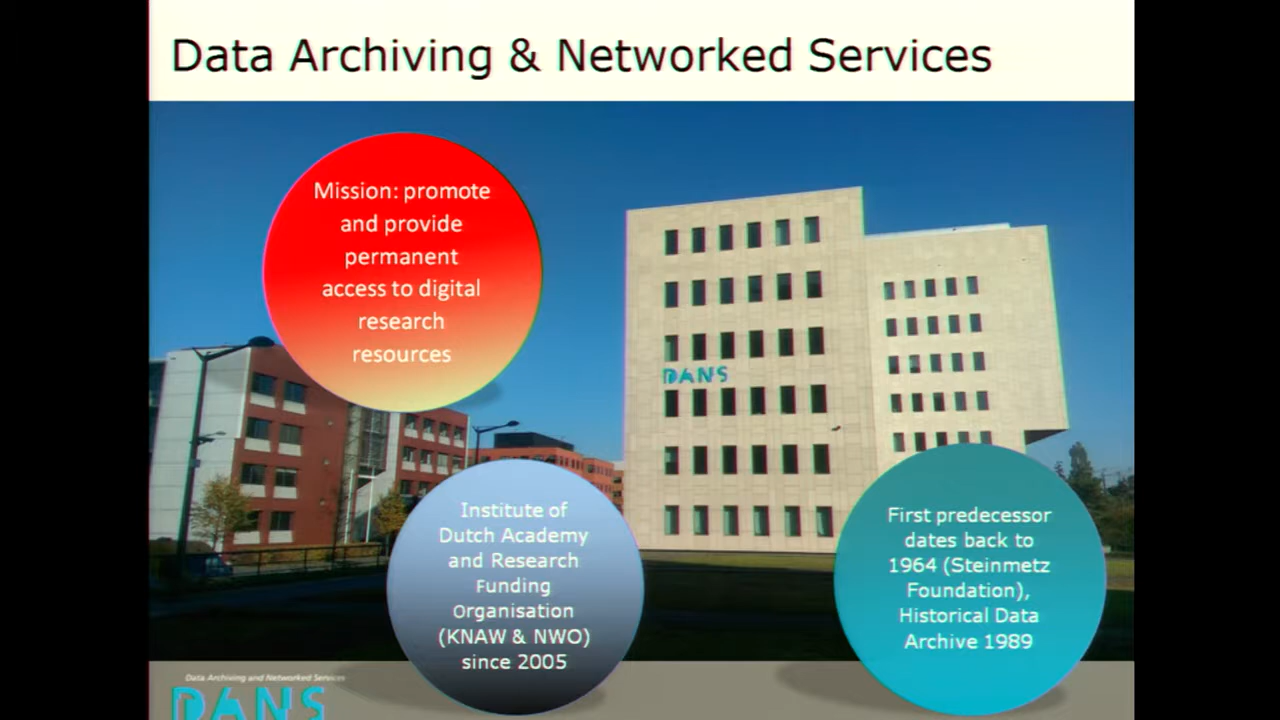 Data Archiving & Networked Services
Mission: promote
and provide
permanent
access to digital
research
resources
DANS
Institute of
Dutch Academy
and Research
Funding
Organisation
(KNAW & NWO)
since 2005
First predecessor
dates back to
1964 (Steinmetz
Foundation),
Historical Data
Archive 1989
Data Archiving and Networked Services
DANS